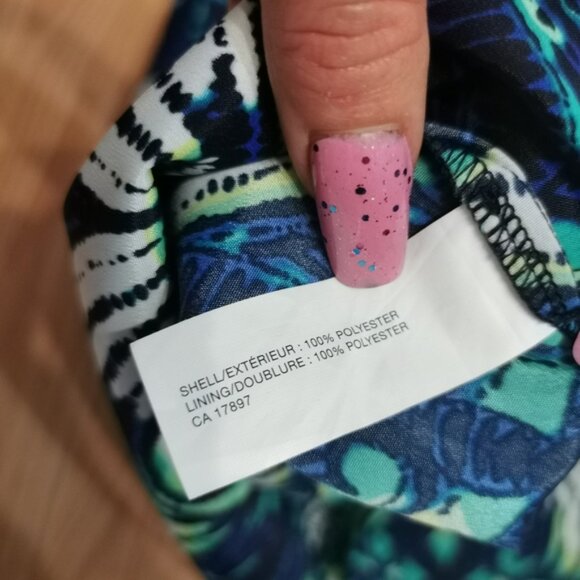 SHELL/EXTÉRIEUR : 100% POLYESTER
LINING/DOUBLURE : 100% POLYESTER
CA 17897